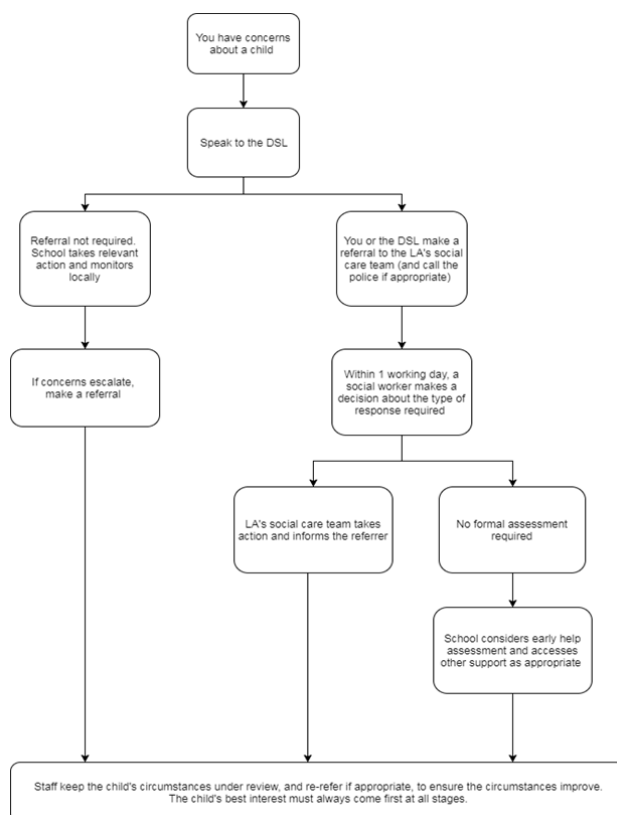 You have concerns
about a child
Speak to the DSL
Referral not required.
School takes relevant
action and monitors
locally
You or the DSL make a
referral to the LA's social
care team (and call the
police if appropriate)
If concerns escalate,
make a referral
Within 1 working day, a
social worker makes a
decision about the type of
response required
LA's social care team takes
action and informs the referrer
No formal assessment
required
School considers early help
assessment and accesses
other support as appropriate
Staff keep the child's circumstances under review, and re-refer if appropriate, to ensure the circumstances improve.
The child's best interest must always come first at all stages.